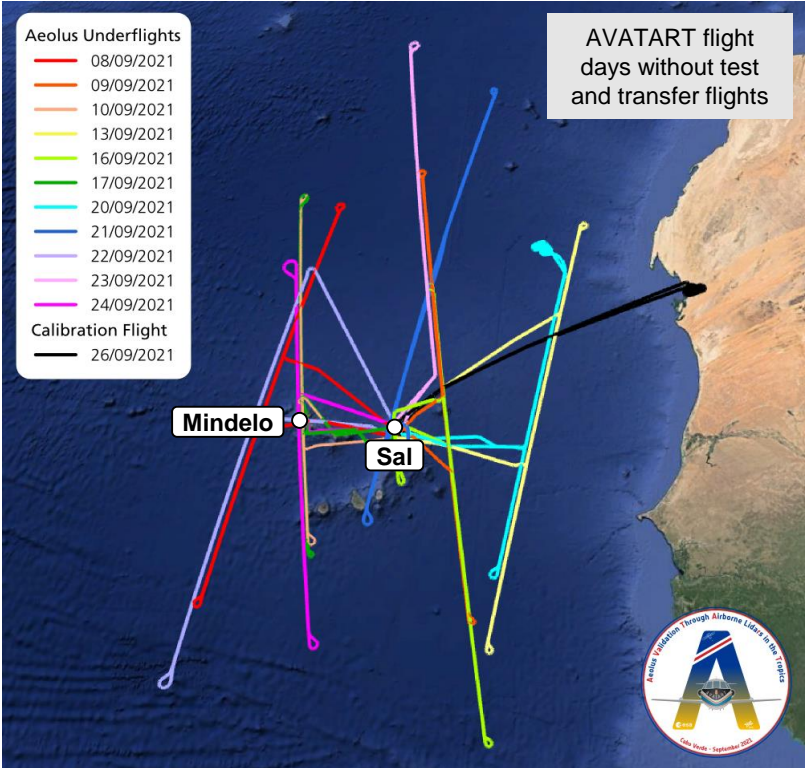 Aeolus Underflights
08/09/2021
09/09/2021
10/09/2021
13/09/2021
16/09/2021
17/09/2021
20/09/2021
21/09/2021
22/09/2021
23/09/2021
24/09/2021
Calibration Flight
26/09/2021
AVATART flight
days without test
and transfer flights
Mindelo
Sal
Aeolus Validation Through Airborne Lidars in the Tropics
esa
Cabo Verde - September 2021